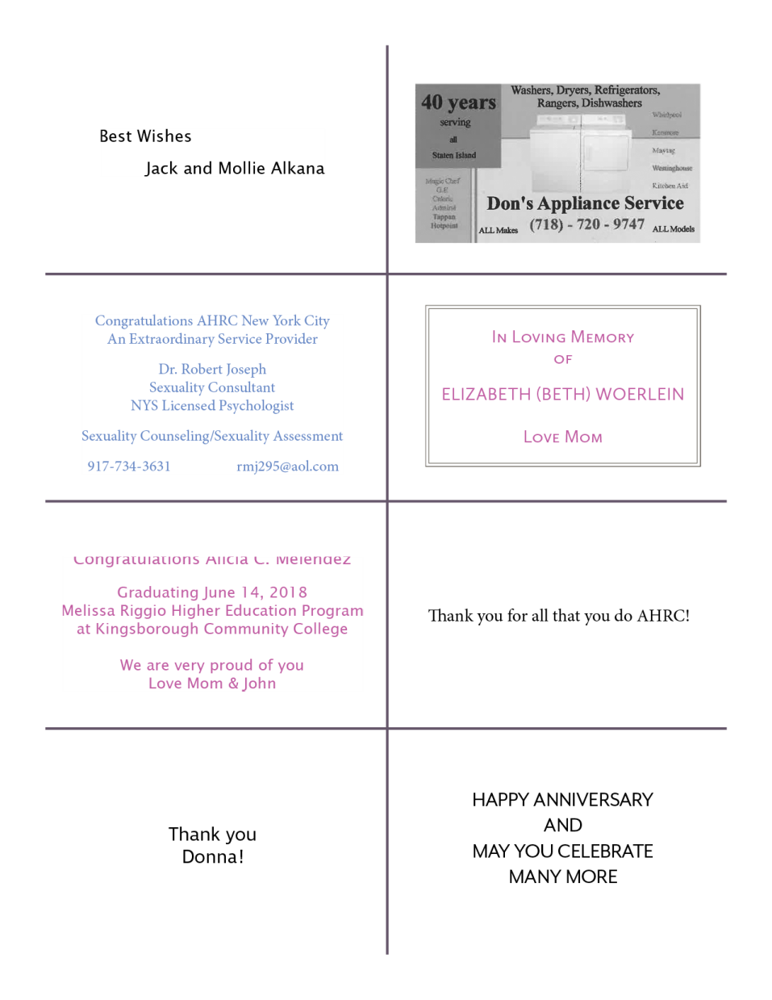 Best Wishes
Jack and Mollie Alkana
40 years
serving
all
Staten Island
Washers, Dryers, Refrigerators,
Rangers, Dishwashers
Whirlpool
Kenmore
Maytag
Westinghouse
Kitchen Aid
Magic Chef
G.E
Caloric
Admiral
Tappan
Hotpoint
Don's Appliance Service
ALL Makes (718) - 720 - 9747 ALL Models
Congratulations AHRC New York City
An Extraordinary Service Provider
Dr. Robert Joseph
Sexuality Consultant
NYS Licensed Psychologist
Sexuality Counseling/Sexuality Assessment
917-734-3631 rmj295@aol.com
In Loving Memory
of
ELIZABETH (BETH) WOERLEIN
Love Mom
Congratulations Alicia C. Melendez
Graduating June 14, 2018
Melissa Riggio Higher Education Program
at Kingsborough Community College
We are very proud of you
Love Mom & John
Thank you for all that you do AHRC!
Thank you
Donna!
HAPPY ANNIVERSARY
AND
MAY YOU CELEBRATE
MANY MORE